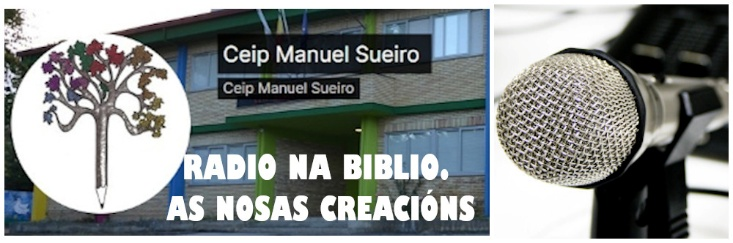 Ceip Manuel Sueiro
Ceip Manuel Sueiro
RADIO NA BIBLIO.
AS NOSAS CREACIÓNS